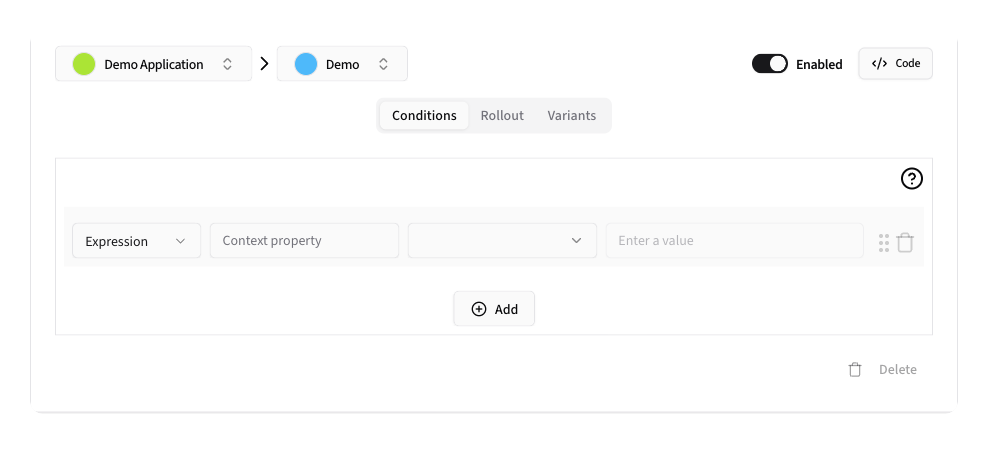 Demo Application
Demo
Enabled
Code
Conditions Rollout Variants
Expression Context property Enter a value
Add
Delete